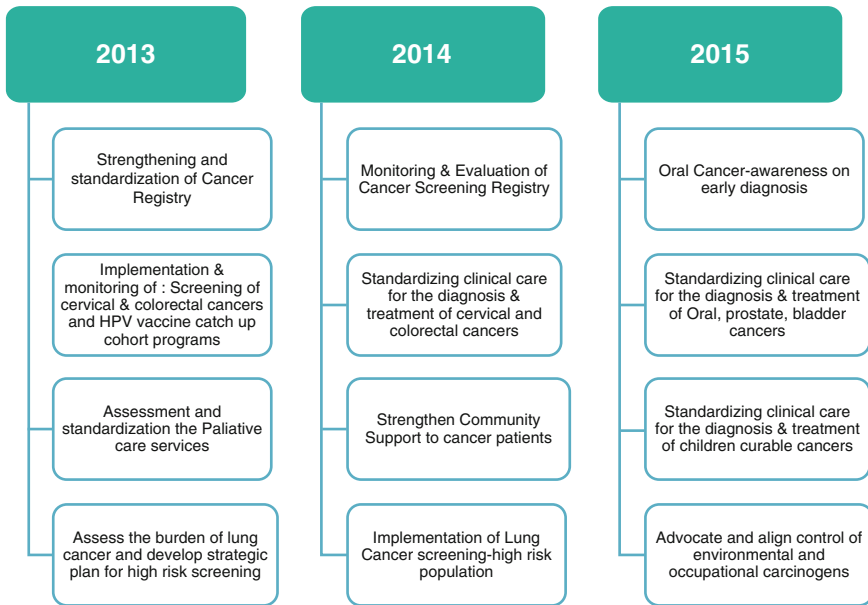 2013
Strengthening and
standardization of Cancer
Registry
Implementation &
monitoring of : Screening of
cervical & colorectal cancers
and HPV vaccine catch up
cohort programs
Assessment and
standardization the Paliative
care services
Assess the burden of lung
cancer and develop strategic
plan for high risk screening
2014
Monitoring & Evaluation of
Cancer Screening Registry
Standardizing clinical care
for the diagnosis &
treatment of cervical and
colorectal cancers
Strengthen Community
Support to cancer patients
Implementation of Lung
Cancer screening-high risk
population
2015
Oral Cancer-awareness on
early diagnosis
Standardizing clinical care
for the diagnosis & treatment
of Oral, prostate, bladder
cancers
Standardizing clinical care
for the diagnosis & treatment
of children curable cancers
Advocate and align control of
environmental and
occupational carcinogens